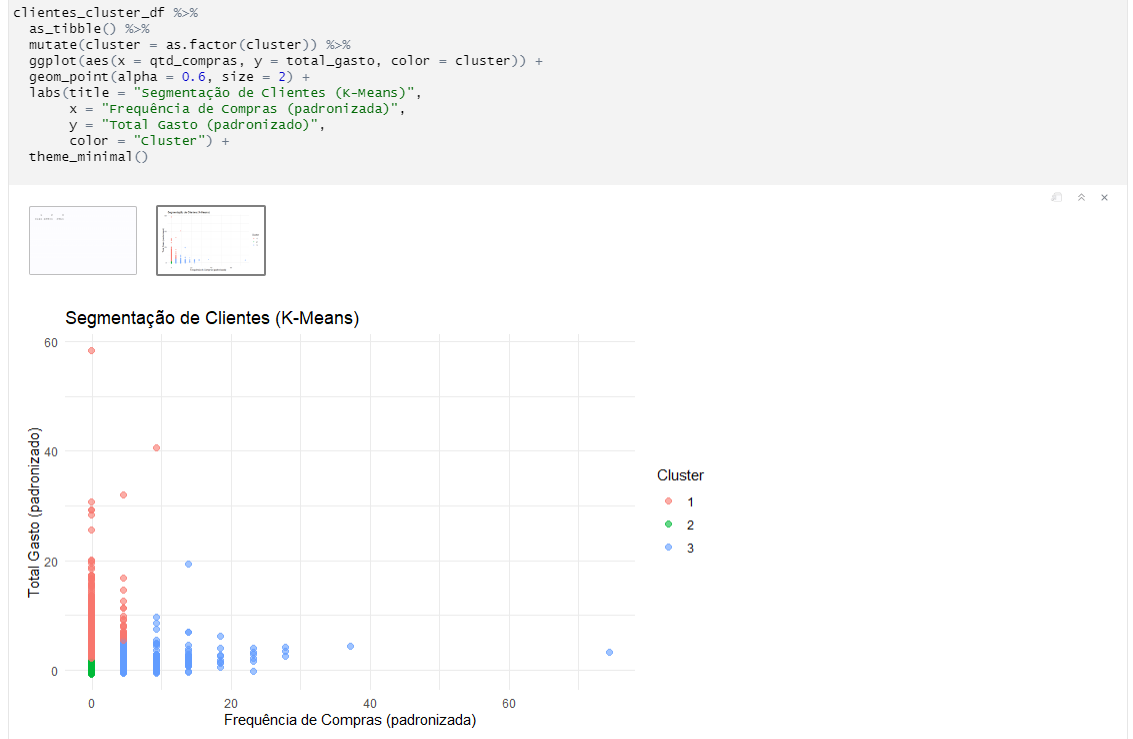 clientes_cluster_df %>%
as_tibble() %>%
mutate(cluster = as.factor(cluster)) %>%
ggplot(aes(x = qtd_compras, y = total_gasto, color = cluster)) +
geom_point(alpha = 0.6, size = 2) +
labs(title = "Segmentação de Clientes (K-Means)",
x = "Frequência de Compras (padronizada)",
y = "Total Gasto (padronizado)",
color = "Cluster") +
theme_minimal()
Segmentação de Clientes (K-Means)
60
40
20
0
Total Gasto (padronizado)
0 20 40 60
Frequência de Compras (padronizada)
Cluster
1
2
3